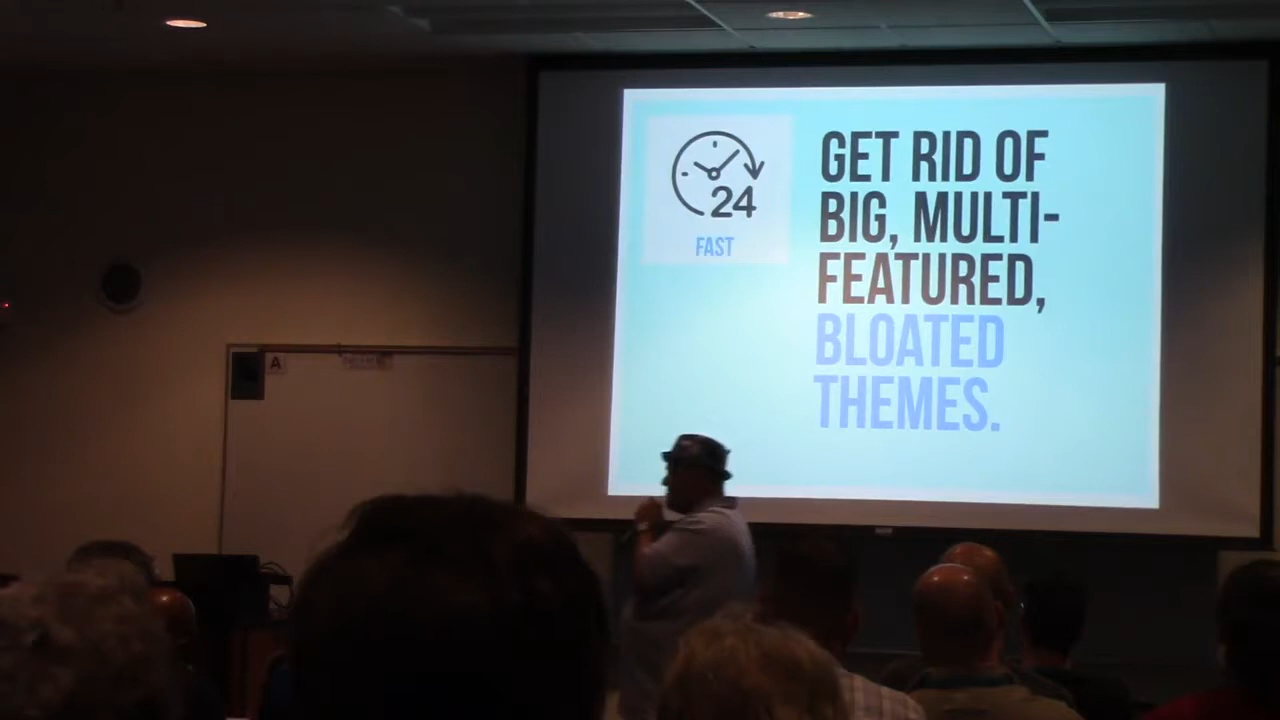 24
FAST
GET RID OF
BIG, MULTI-
FEATURED,
BLOATED
THEMES.
A